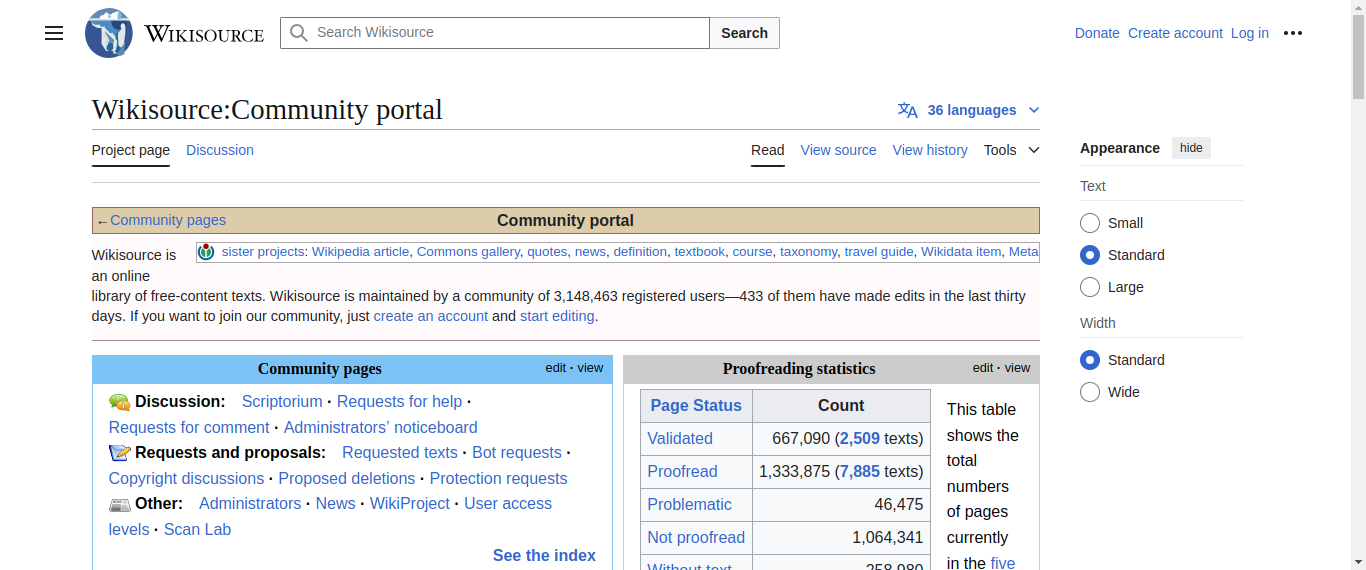 WIKISOURCE
Search Wikisource
Search
Donate Create account Log in
Wikisource:Community portal
36 languages
Project page Discussion
Read View source View history Tools
←Community pages
Community portal
sister projects: Wikipedia article, Commons gallery, quotes, news, definition, textbook, course, taxonomy, travel guide, Wikidata item, Meta
Wikisource is
an online
library of free-content texts. Wikisource is maintained by a community of 3,148,463 registered users—433 of them have made edits in the last thirty
days. If you want to join our community, just create an account and start editing.
Community pages
edit · view
Discussion: Scriptorium · Requests for help ·
Requests for comment · Administrators’ noticeboard
Requests and proposals: Requested texts · Bot requests ·
Copyright discussions · Proposed deletions · Protection requests
Other: Administrators · News · WikiProject · User access
levels · Scan Lab
See the index
Proofreading statistics
edit · view
Page Status Count
Validated 667,090 (2,509 texts)
Proofread 1,333,875 (7,885 texts)
Problematic 46,475
Not proofread 1,064,341
Without text 258,980
This table
shows the
total
numbers
of pages
currently
in the five
Appearance hide
Text
Small
Standard
Large
Width
Standard
Wide